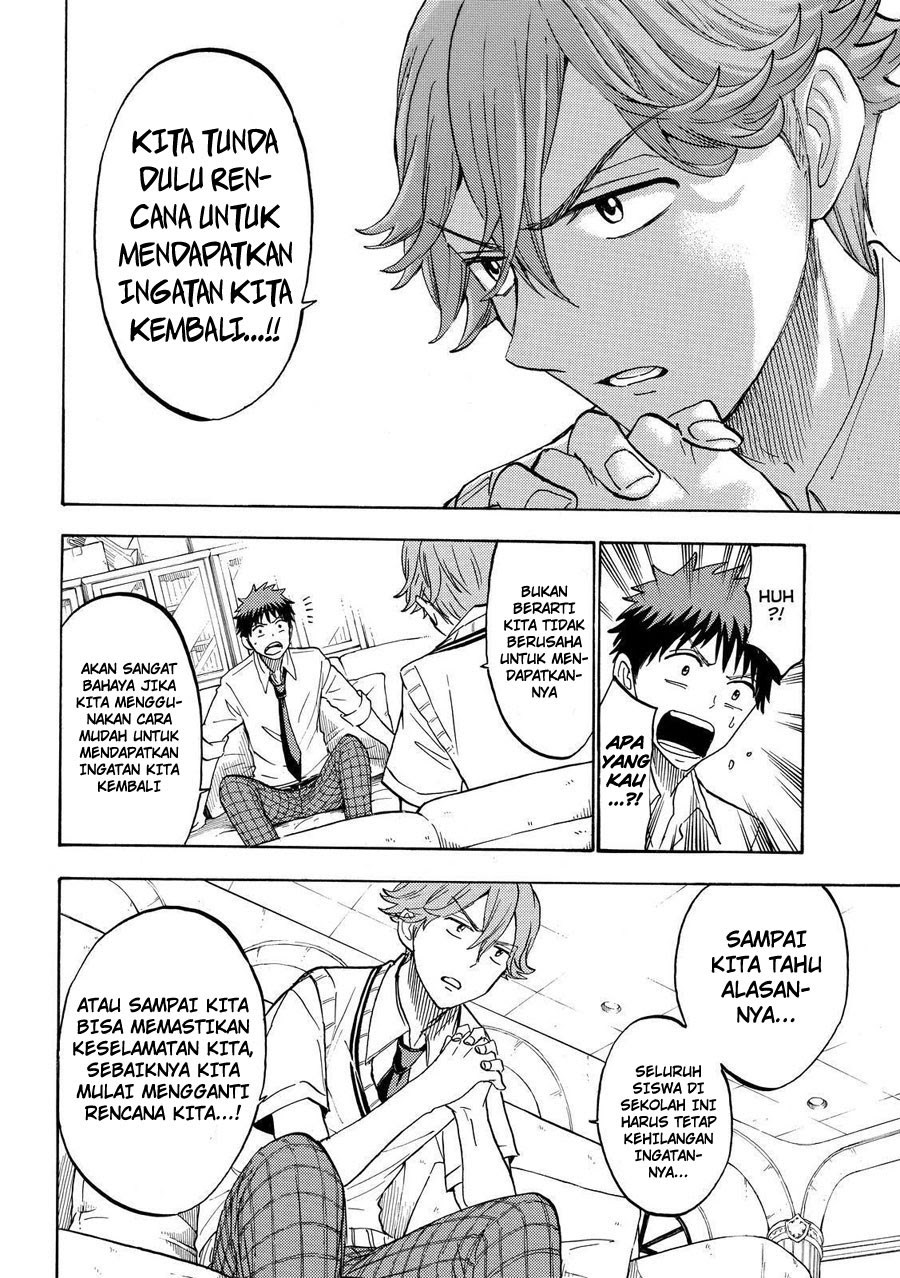 KITA TUNDA
DULU REN-
CANA UNTUK
MENDAPATKAN
INGATAN KITA
KEMBALI...!!
HUH
?!
APA
YANG
KAU
...?!
BUKAN
BERARTI
KITA TIDAK
BERUSAHA
UNTUK MEN-
DAPATKAN-
NYA
AKAN SANGAT
BAHAYA JIKA
KITA MENGGU-
NAKAN CARA
MUDAH UNTUK
MENDAPATKAN
INGATAN KITA
KEMBALI
SAMPAI
KITA TAHU
ALASAN-
NYA...
SELURUH
SISWA DI
SEKOLAH INI
HARUS TETAP
KEHILANGAN
INGATAN-
NYA...
ATAU SAMPAI KITA
BISA MEMASTIKAN
KESELAMATAN KITA,
SEBAIKNYA KITA
MULAI MENGGANTI
RENCANA KITA...!